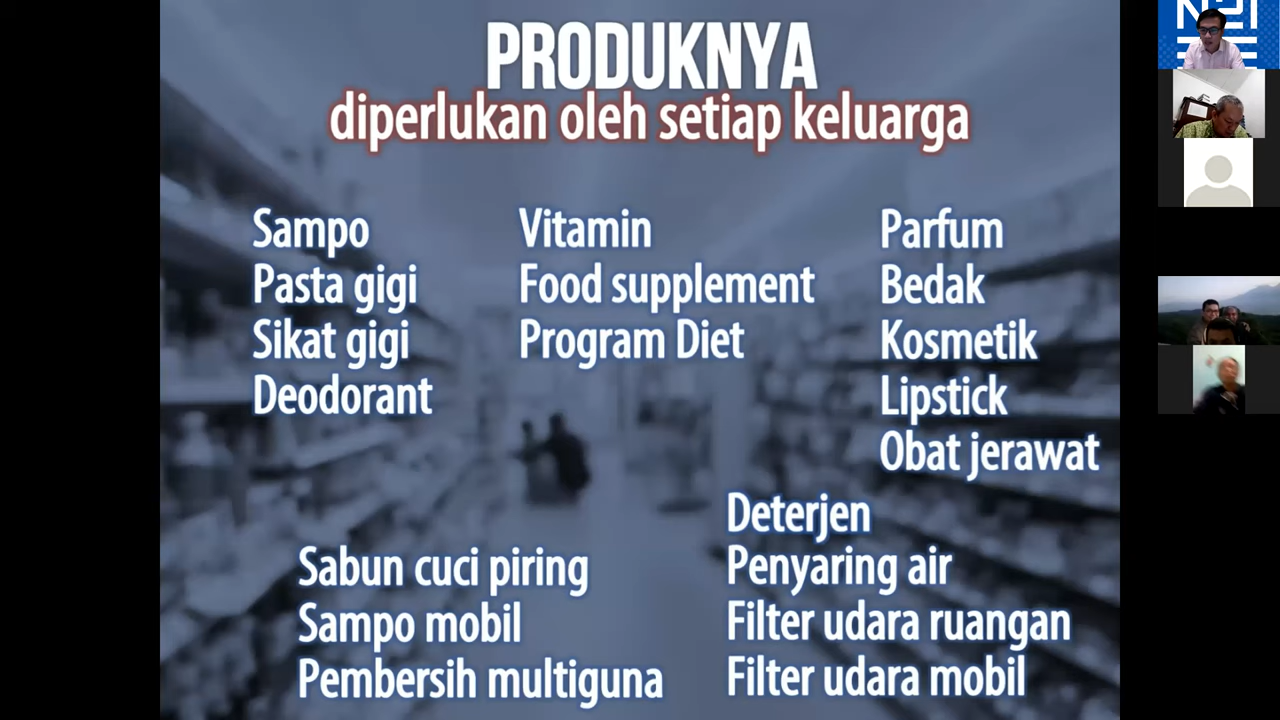 PRODUKNYA
diperlukan oleh setiap keluarga
Sampo
Pasta gigi
Sikat gigi
Deodorant
Vitamin
Food supplement
Program Diet
Parfum
Bedak
Kosmetik
Lipstick
Obat jerawat
Sabun cuci piring
Sampo mobil
Pembersih multiguna
Deterjen
Penyaring air
Filter udara ruangan
Filter udara mobil